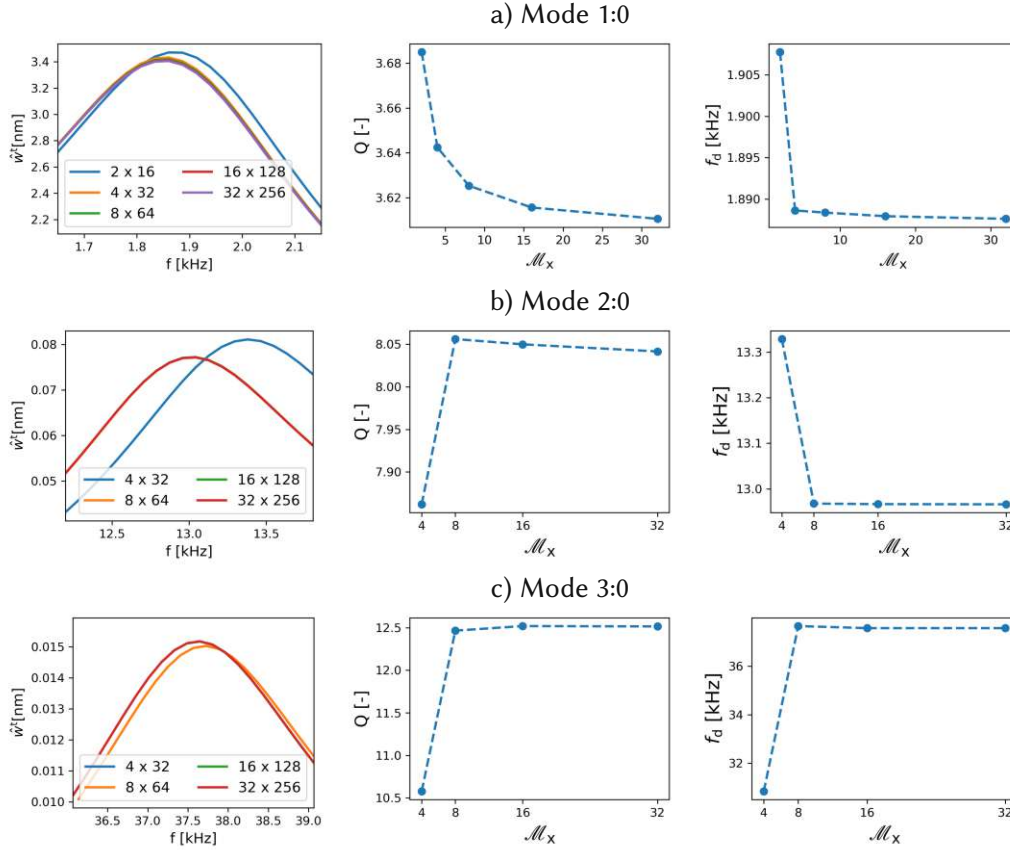 a) Mode 1:0
ŵᵗ[nm]
3.4
3.2
3.0
2.8
2.6
2.4
2.2
2 x 16
4 x 32
8 x 64
16 x 128
32 x 256
1.7 1.8 1.9 2.0 2.1
f [kHz]
Q [-]
3.68
3.66
3.64
3.62
5 10 15 20 25 30
ℳx
f_d [kHz]
1.905
1.900
1.895
1.890
10 20 30
ℳx
b) Mode 2:0
ŵᵗ[nm]
0.08
0.07
0.06
0.05
4 x 32
8 x 64
16 x 128
32 x 256
12.5 13.0 13.5
f [kHz]
Q [-]
8.05
8.00
7.95
7.90
4 8 16 32
ℳx
f_d [kHz]
13.3
13.2
13.1
13.0
4 8 16 32
ℳx
c) Mode 3:0
ŵᵗ[nm]
0.015
0.014
0.013
0.012
0.011
0.010
4 x 32
8 x 64
16 x 128
32 x 256
36.5 37.0 37.5 38.0 38.5 39.0
f [kHz]
Q [-]
12.5
12.0
11.5
11.0
10.5
4 8 16 32
ℳx
f_d [kHz]
36
34
32
4 8 16 32
ℳx